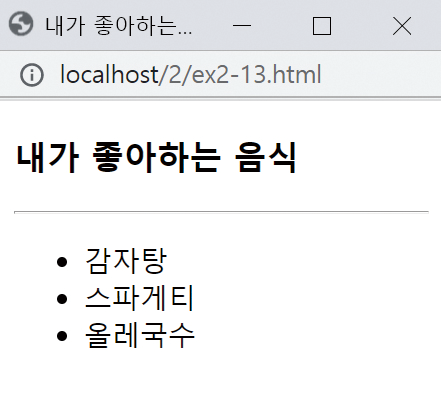 내가 좋아하는...
localhost/2/ex2-13.html
내가 좋아하는 음식
감자탕
스파게티
올레국수